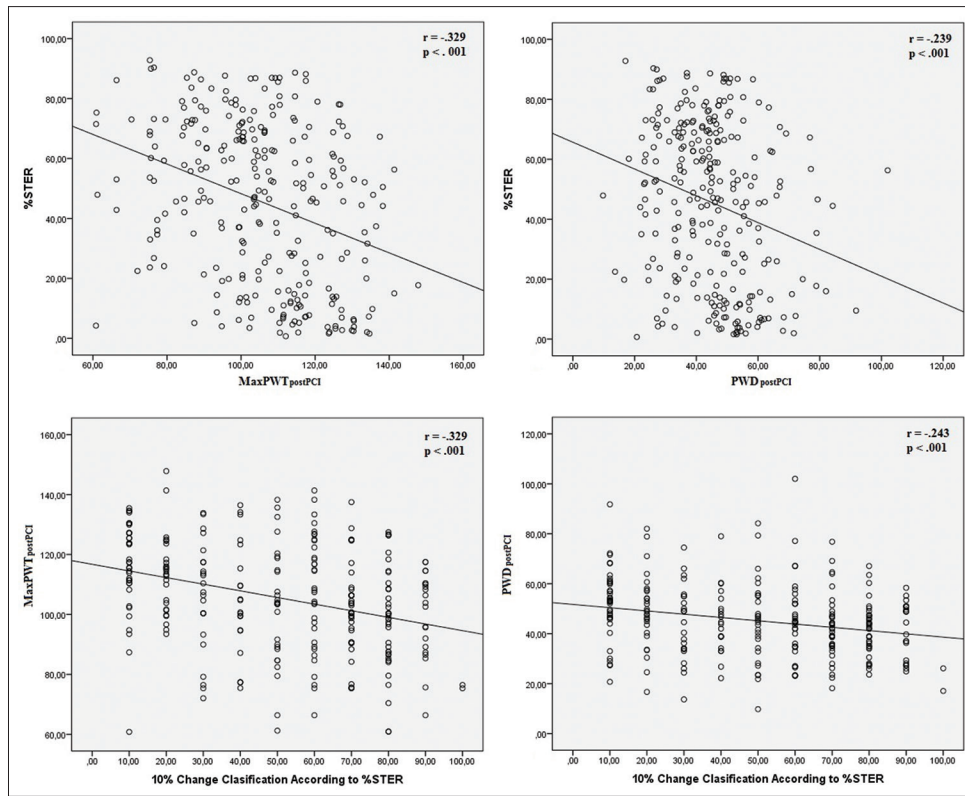 r = -.329
p < . 001
100,00
80,00
60,00
40,00
20,00
,00
%STER
60,00 80,00 100,00 120,00 140,00 160,00
MaxPWTpostPCI
r = -.239
p < .001
100,00
80,00
60,00
40,00
20,00
,00
%STER
,00 20,00 40,00 60,00 80,00 100,00 120,00
PWDpostPCI
r = -.329
p < .001
160,00
140,00
120,00
100,00
80,00
60,00
MaxPWTpostPCI
,00 10,00 20,00 30,00 40,00 50,00 60,00 70,00 80,00 90,00 100,00
10% Change Clasification According to %STER
r = -.243
p < .001
120,00
100,00
80,00
60,00
40,00
20,00
,00
PWDpostPCI
,00 10,00 20,00 30,00 40,00 50,00 60,00 70,00 80,00 90,00 100,00
10% Change Clasification According to %STER